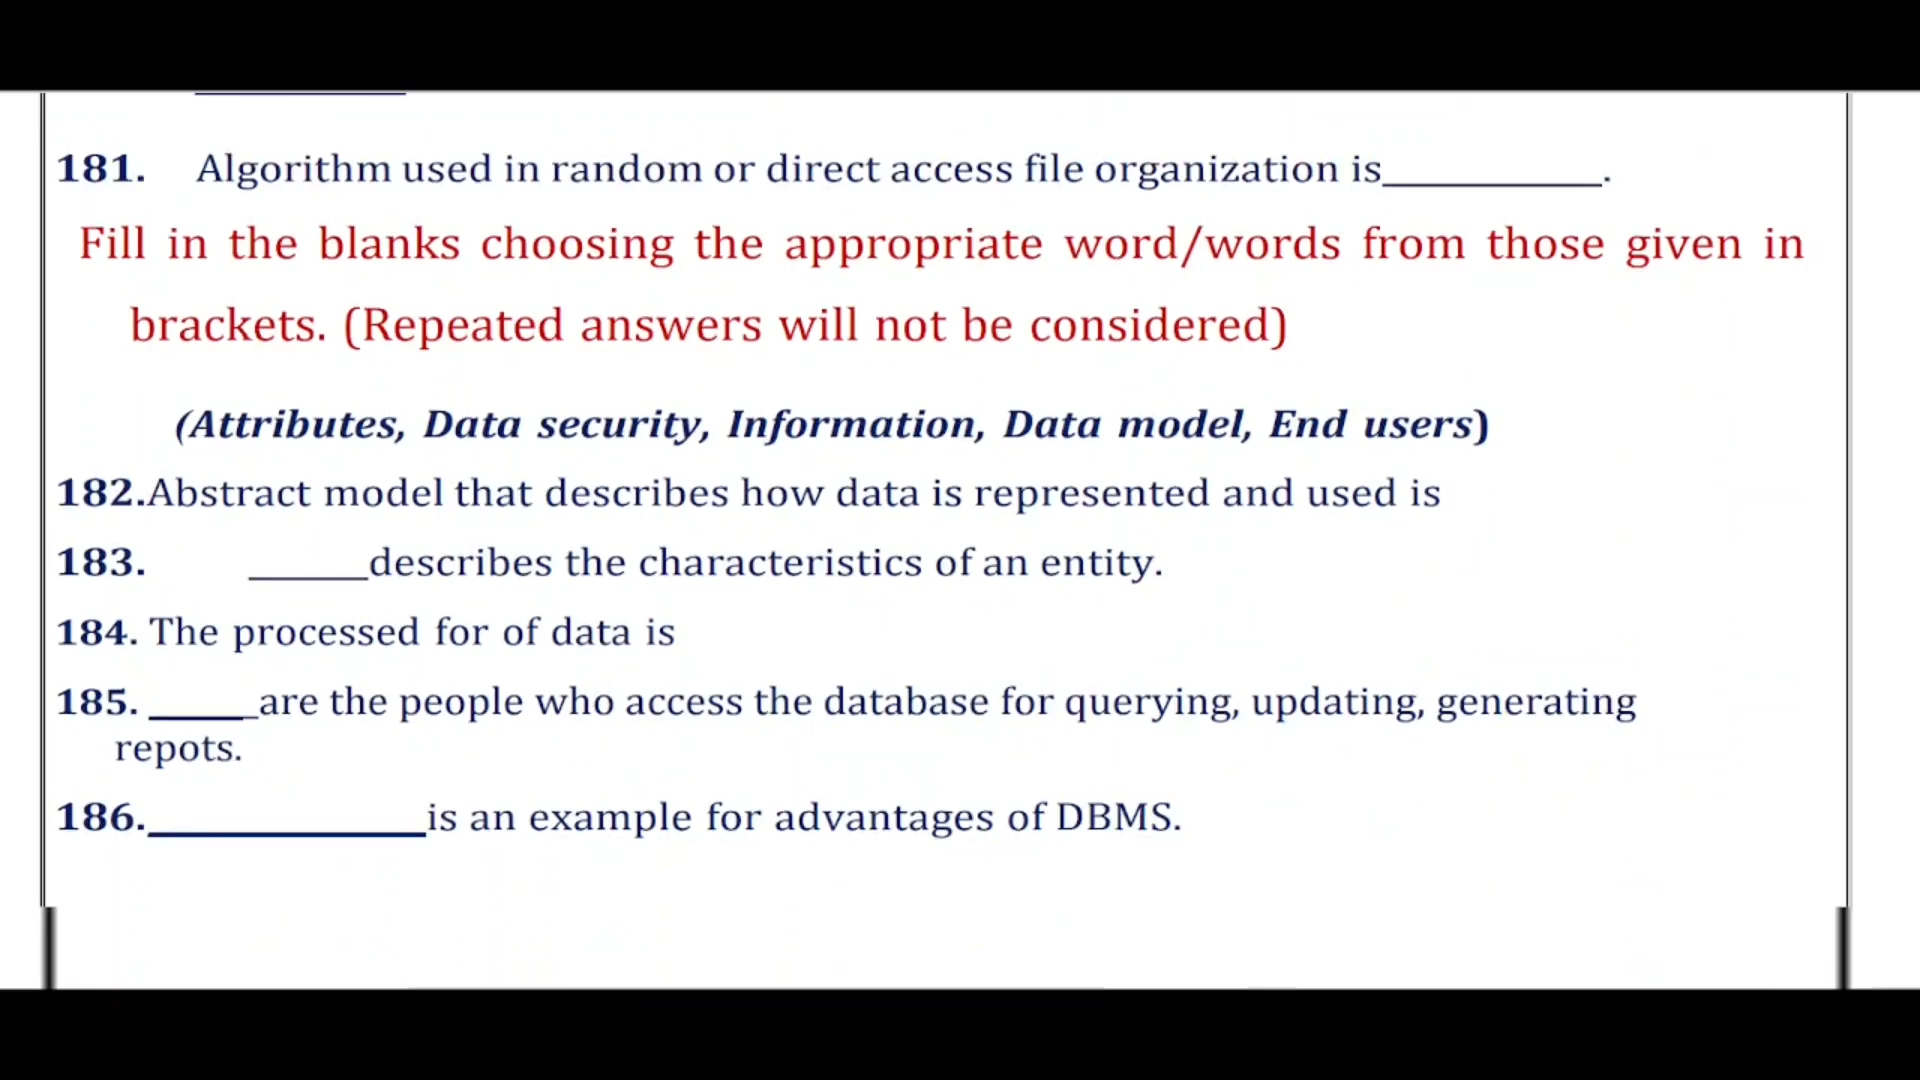 181. Algorithm used in random or direct access file organization is___________.
Fill in the blanks choosing the appropriate word/words from those given in
brackets. (Repeated answers will not be considered)
(Attributes, Data security, Information, Data model, End users)
182.Abstract model that describes how data is represented and used is
183. ______describes the characteristics of an entity.
184. The processed for of data is
185. _____are the people who access the database for querying, updating, generating
repots.
186.______________is an example for advantages of DBMS.